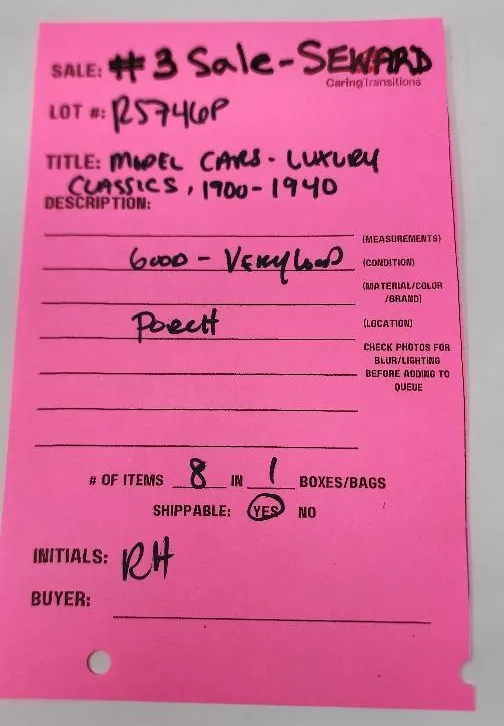 SALE: #3 Sale-SEWARD
Caring Transitions
LOT #: R5746P
TITLE: MODEL CARS - LUXURY
CLASSICS, 1900-1940
DESCRIPTION:
(MEASUREMENTS)
GOOD - VERY GOOD (CONDITION)
(MATERIAL/COLOR
/BRAND)
PORCH (LOCATION)
CHECK PHOTOS FOR
BLUR/LIGHTING
BEFORE ADDING TO
QUEUE
# OF ITEMS 8 IN 1 BOXES/BAGS
SHIPPABLE: YES NO
INITIALS: RH
BUYER: